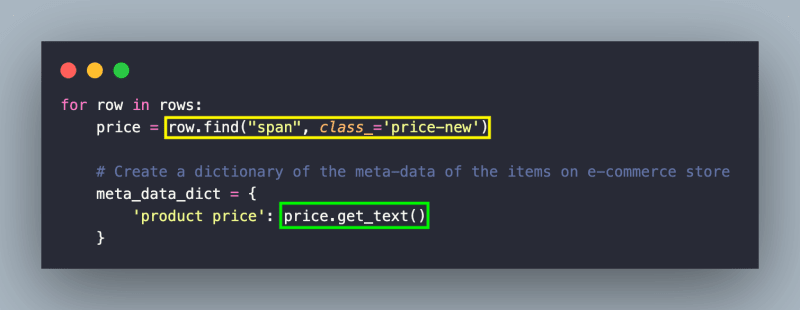 for row in rows:
    price = row.find("span", class_='price-new')
    # Create a dictionary of the meta-data of the items on e-commerce store
    meta_data_dict = {
        'product price': price.get_text()
    }